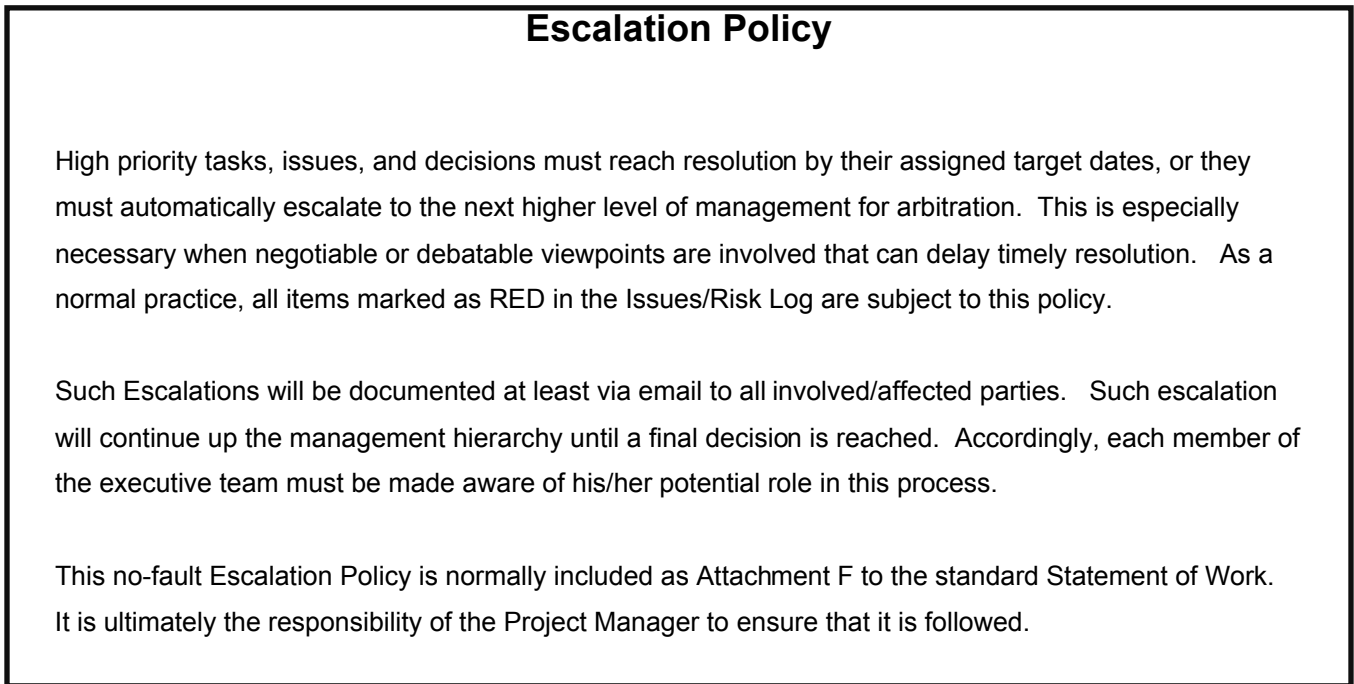 Escalation Policy
High priority tasks, issues, and decisions must reach resolution by their assigned target dates, or they
must automatically escalate to the next higher level of management for arbitration.  This is especially
necessary when negotiable or debatable viewpoints are involved that can delay timely resolution.   As a
normal practice, all items marked as RED in the Issues/Risk Log are subject to this policy.
Such Escalations will be documented at least via email to all involved/affected parties.   Such escalation
will continue up the management hierarchy until a final decision is reached.  Accordingly, each member of
the executive team must be made aware of his/her potential role in this process.
This no-fault Escalation Policy is normally included as Attachment F to the standard Statement of Work.
It is ultimately the responsibility of the Project Manager to ensure that it is followed.